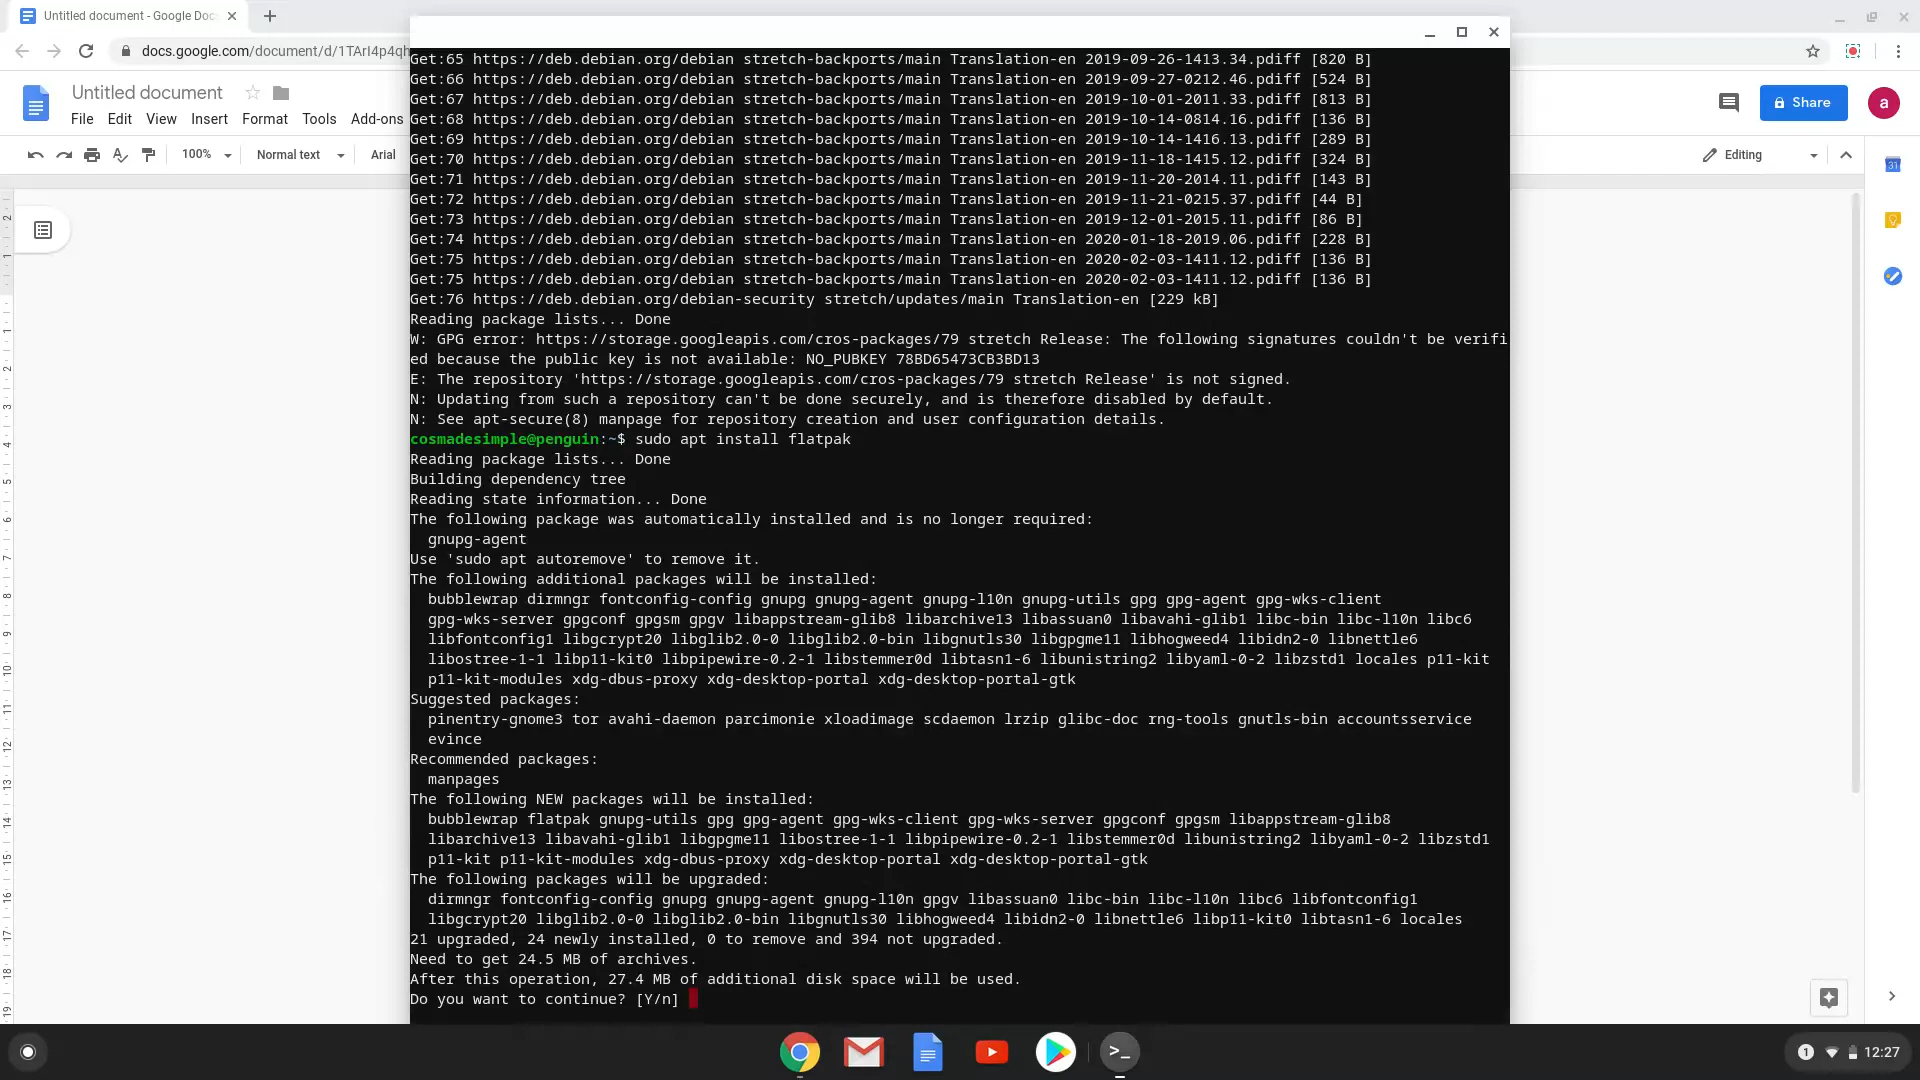 Untitled document - Google Doc
docs.google.com/document/d/1TArI4p4qh
Untitled document
File Edit View Insert Format Tools Add-ons
Share
a
100% Normal text Arial
Editing
31
Get:65 https://deb.debian.org/debian stretch-backports/main Translation-en 2019-09-26-1413.34.pdiff [820 B]
Get:66 https://deb.debian.org/debian stretch-backports/main Translation-en 2019-09-27-0212.46.pdiff [524 B]
Get:67 https://deb.debian.org/debian stretch-backports/main Translation-en 2019-10-01-2011.33.pdiff [813 B]
Get:68 https://deb.debian.org/debian stretch-backports/main Translation-en 2019-10-14-0814.16.pdiff [136 B]
Get:69 https://deb.debian.org/debian stretch-backports/main Translation-en 2019-10-14-1416.13.pdiff [289 B]
Get:70 https://deb.debian.org/debian stretch-backports/main Translation-en 2019-11-18-1415.12.pdiff [324 B]
Get:71 https://deb.debian.org/debian stretch-backports/main Translation-en 2019-11-20-2014.11.pdiff [143 B]
Get:72 https://deb.debian.org/debian stretch-backports/main Translation-en 2019-11-21-0215.37.pdiff [44 B]
Get:73 https://deb.debian.org/debian stretch-backports/main Translation-en 2019-12-01-2015.11.pdiff [86 B]
Get:74 https://deb.debian.org/debian stretch-backports/main Translation-en 2020-01-18-2019.06.pdiff [228 B]
Get:75 https://deb.debian.org/debian stretch-backports/main Translation-en 2020-02-03-1411.12.pdiff [136 B]
Get:75 https://deb.debian.org/debian stretch-backports/main Translation-en 2020-02-03-1411.12.pdiff [136 B]
Get:76 https://deb.debian.org/debian-security stretch/updates/main Translation-en [229 kB]
Reading package lists... Done
W: GPG error: https://storage.googleapis.com/cros-packages/79 stretch Release: The following signatures couldn't be verifi
ed because the public key is not available: NO_PUBKEY 78BD65473CB3BD13
E: The repository 'https://storage.googleapis.com/cros-packages/79 stretch Release' is not signed.
N: Updating from such a repository can't be done securely, and is therefore disabled by default.
N: See apt-secure(8) manpage for repository creation and user configuration details.
cosmadesimple@penguin:~$ sudo apt install flatpak
Reading package lists... Done
Building dependency tree
Reading state information... Done
The following package was automatically installed and is no longer required:
gnupg-agent
Use 'sudo apt autoremove' to remove it.
The following additional packages will be installed:
bubblewrap dirmngr fontconfig-config gnupg gnupg-agent gnupg-l10n gnupg-utils gpg gpg-agent gpg-wks-client
gpg-wks-server gpgconf gpgsm gpgv libappstream-glib8 libarchive13 libassuan0 libavahi-glib1 libc-bin libc-l10n libc6
libfontconfig1 libgcrypt20 libglib2.0-0 libglib2.0-bin libgnutls30 libgpgme11 libhogweed4 libidn2-0 libnettle6
libostree-1-1 libp11-kit0 libpipewire-0.2-1 libstemmer0d libtasn1-6 libunistring2 libyaml-0-2 libzstd1 locales p11-kit
p11-kit-modules xdg-dbus-proxy xdg-desktop-portal xdg-desktop-portal-gtk
Suggested packages:
pinentry-gnome3 tor avahi-daemon parcimonie xloadimage scdaemon lrzip glibc-doc rng-tools gnutls-bin accountsservice
evince
Recommended packages:
manpages
The following NEW packages will be installed:
bubblewrap flatpak gnupg-utils gpg gpg-agent gpg-wks-client gpg-wks-server gpgconf gpgsm libappstream-glib8
libarchive13 libavahi-glib1 libgpgme11 libostree-1-1 libpipewire-0.2-1 libstemmer0d libunistring2 libyaml-0-2 libzstd1
p11-kit p11-kit-modules xdg-dbus-proxy xdg-desktop-portal xdg-desktop-portal-gtk
The following packages will be upgraded:
dirmngr fontconfig-config gnupg gnupg-agent gnupg-l10n gpgv libassuan0 libc-bin libc-l10n libc6 libfontconfig1
libgcrypt20 libglib2.0-0 libglib2.0-bin libgnutls30 libhogweed4 libidn2-0 libnettle6 libp11-kit0 libtasn1-6 locales
21 upgraded, 24 newly installed, 0 to remove and 394 not upgraded.
Need to get 24.5 MB of archives.
After this operation, 27.4 MB of additional disk space will be used.
Do you want to continue? [Y/n]
2
1
1
2
3
4
5
6
7
8
9
10
11
12
13
14
15
16
17
18
19
>_
1 12:27